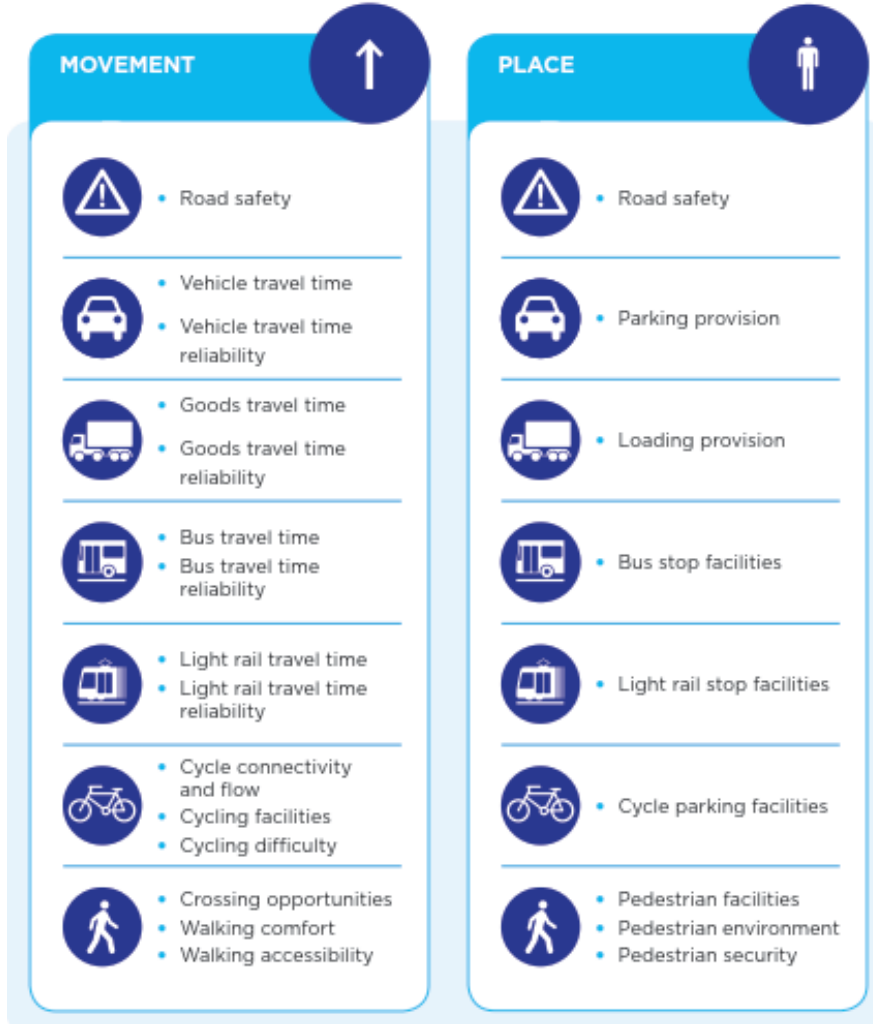 MOVEMENT
• Road safety
• Vehicle travel time
• Vehicle travel time
reliability
• Goods travel time
• Goods travel time
reliability
• Bus travel time
• Bus travel time
reliability
• Light rail travel time
• Light rail travel time
reliability
• Cycle connectivity
and flow
• Cycling facilities
• Cycling difficulty
• Crossing opportunities
• Walking comfort
• Walking accessibility
PLACE
• Road safety
• Parking provision
• Loading provision
• Bus stop facilities
• Light rail stop facilities
• Cycle parking facilities
• Pedestrian facilities
• Pedestrian environment
• Pedestrian security